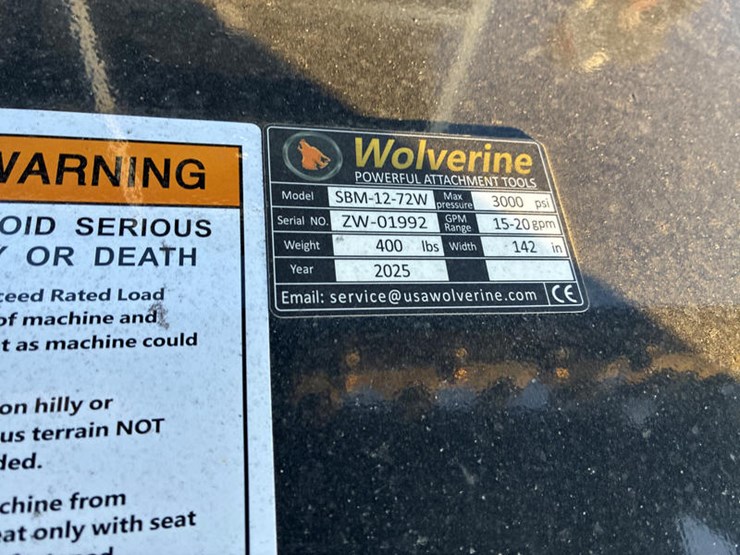 WARNING
OID SERIOUS
Y OR DEATH
ceed Rated Load
of machine and
t as machine could
on hilly or
us terrain NOT
ded.
chine from
eat only with seat
Wolverine
POWERFUL ATTACHMENT TOOLS
Model SBM-12-72W Max pressure 3000 psi
Serial NO. ZW-01992 GPM Range 15-20 gpm
Weight 400 lbs Width 142 in
Year 2025
Email: service@usawolverine.com CE